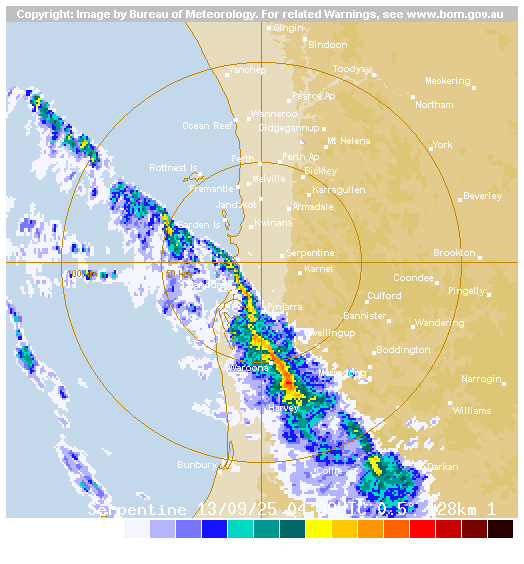 Copyright: Image by Bureau of Meteorology. For related Warnings, see www.bom.gov.au
Gingin
Bindoon
Yanchep
Toodyay
Meckering
Pearce Ap
Northam
Wanneroo
Ocean Reef
Gidgegannup
Mt Helena
York
Perth
Perth Ap
Rottnest Is
Bickley
Melville
Fremantle
Karragullen
Beverley
Jandakot
Armadale
Garden Is
Kwinana
Serpentine
Brookton
Karnet
100 km
50 km
Coondee
Pingelly
Culford
Pinjarra
Bannister
Wandering
Dwellingup
Boddington
Waroona
Narrogin
Harvey
Williams
Bunbury
Collie
Darkan
Serpentine 13/09/25 04 UTC 0.5° 128km 1